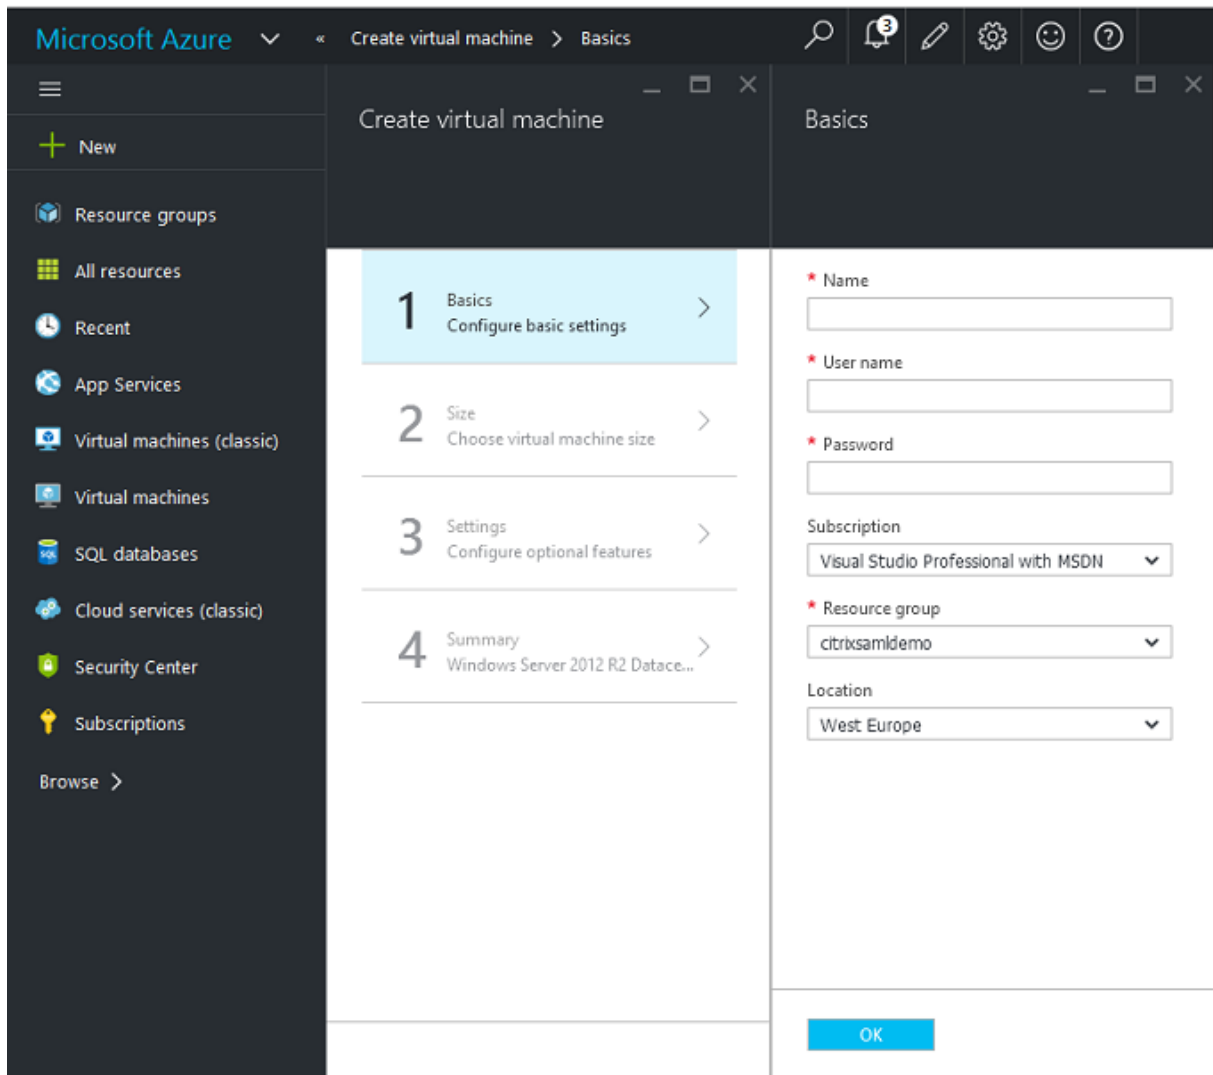 Microsoft Azure « Create virtual machine > Basics 3
Create virtual machine
Basics
New
Resource groups
All resources
Recent
App Services
Virtual machines (classic)
Virtual machines
SQL databases
Cloud services (classic)
Security Center
Subscriptions
Browse >
1 Basics
Configure basic settings
2 Size
Choose virtual machine size
3 Settings
Configure optional features
4 Summary
Windows Server 2012 R2 Datace...
* Name
* User name
* Password
Subscription
Visual Studio Professional with MSDN
* Resource group
citrixsamldemo
Location
West Europe
OK